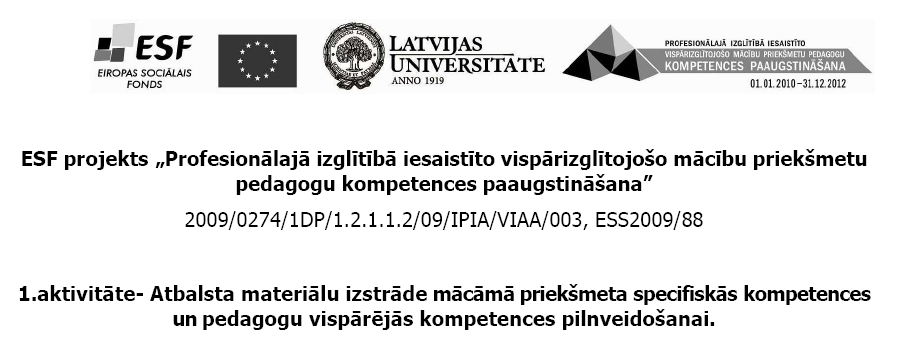 ESF
EIROPAS SOCIĀLAIS
FONDS
LATVIJAS
UNIVERSITĀTE
ANNO 1919
PROFESIONĀLAJĀ IZGLĪTĪBĀ IESAISTĪTO
VISPĀRIZGLĪTOJOŠO MĀCĪBU PRIEKŠMETU PEDAGOGU
KOMPETENCES PAAUGSTINĀŠANA
01.01.2010–31.12.2012
ESF projekts „Profesionālajā izglītībā iesaistīto vispārizglītojošo mācību priekšmetu
pedagogu kompetences paaugstināšana”
2009/0274/1DP/1.2.1.1.2/09/IPIA/VIAA/003, ESS2009/88
1.aktivitāte- Atbalsta materiālu izstrāde mācāmā priekšmeta specifiskās kompetences
un pedagogu vispārējās kompetences pilnveidošanai.